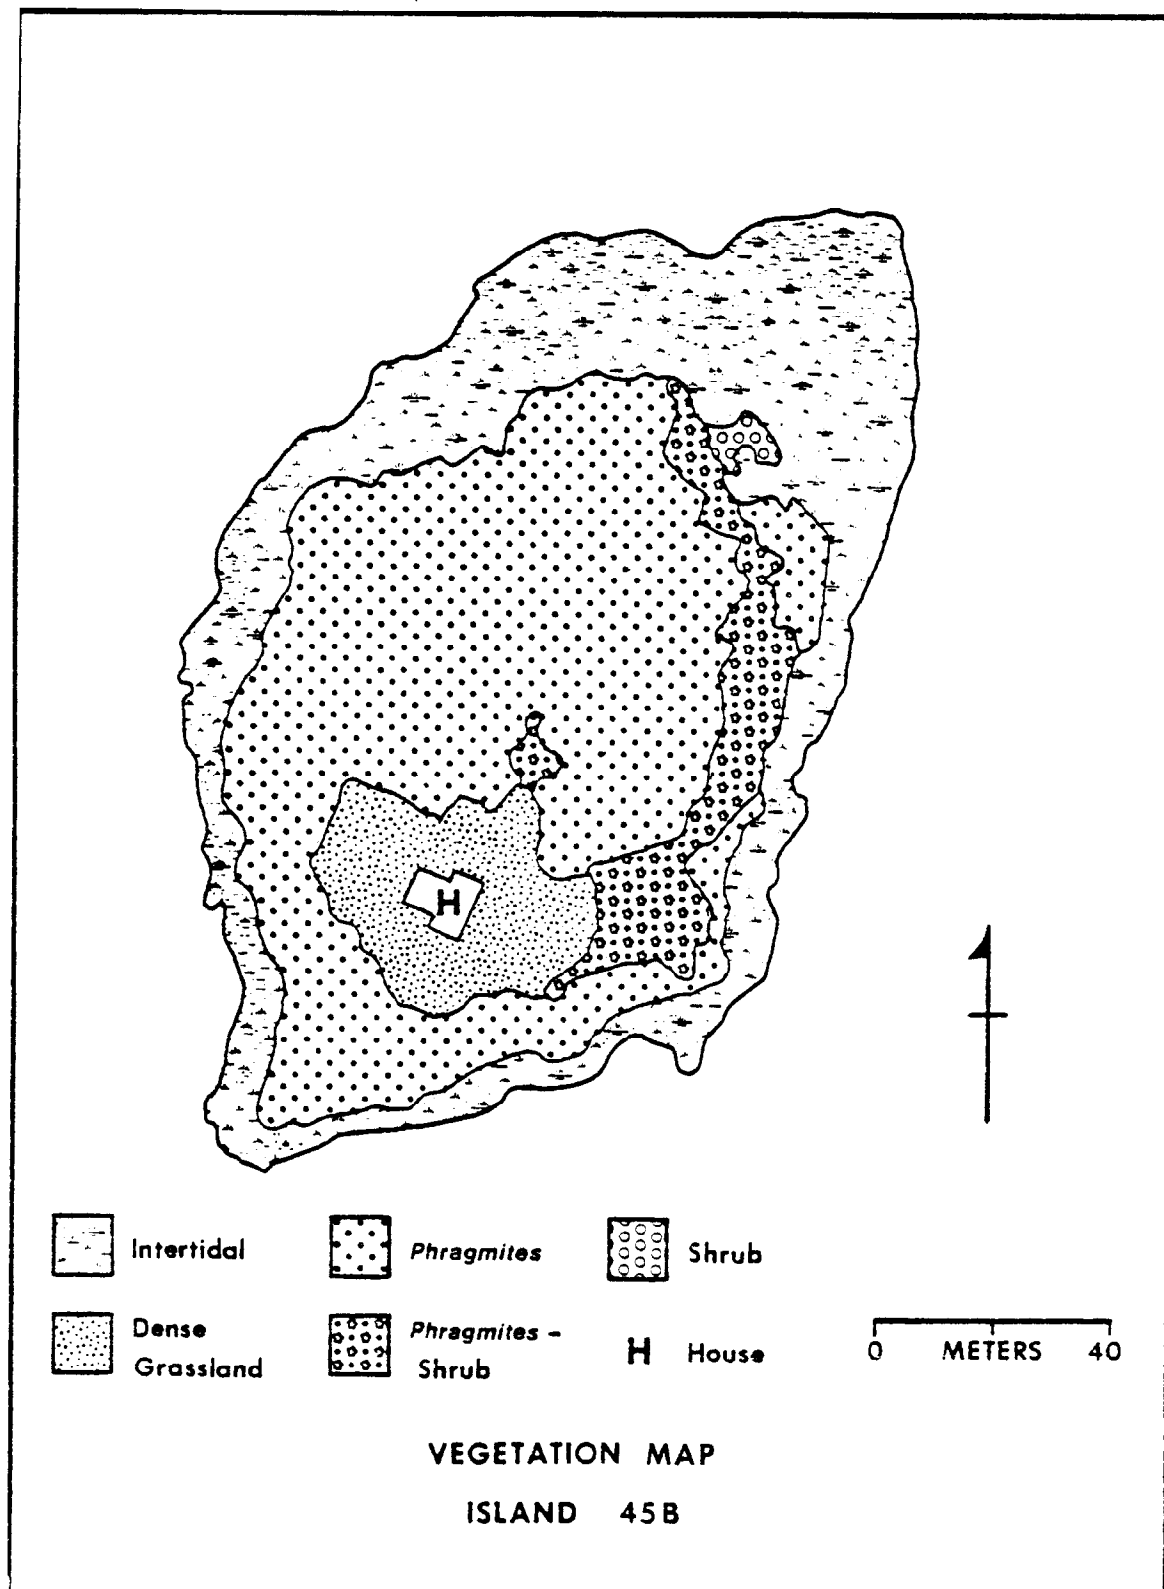 H
Intertidal
Phragmites
Shrub
Dense
Grassland
Phragmites -
Shrub
H House
0 METERS 40
VEGETATION MAP
ISLAND 45B